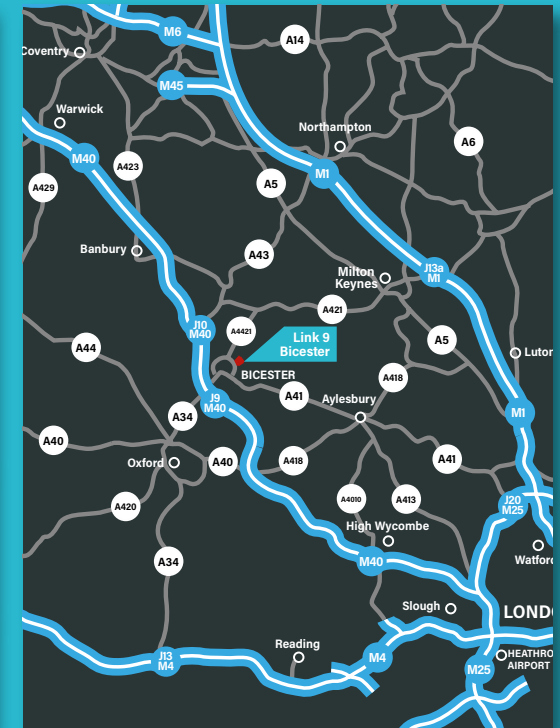 M6
A14
Coventry
M45
Warwick
Northampton
A6
M40
A423
M1
A429
A5
Banbury
A43
Milton
Keynes
J13a
M1
A421
J10
M40
A4421
Link 9
Bicester
A44
A5
Luton
BICESTER
A418
J9
M40
A41
Aylesbury
M1
A34
A40
Oxford
A40
A418
A41
A420
A4010
A413
J20
M25
High Wycombe
Watford
A34
M40
Slough
LOND
Reading
HEATHRO
AIRPORT
J13
M4
M4
M25